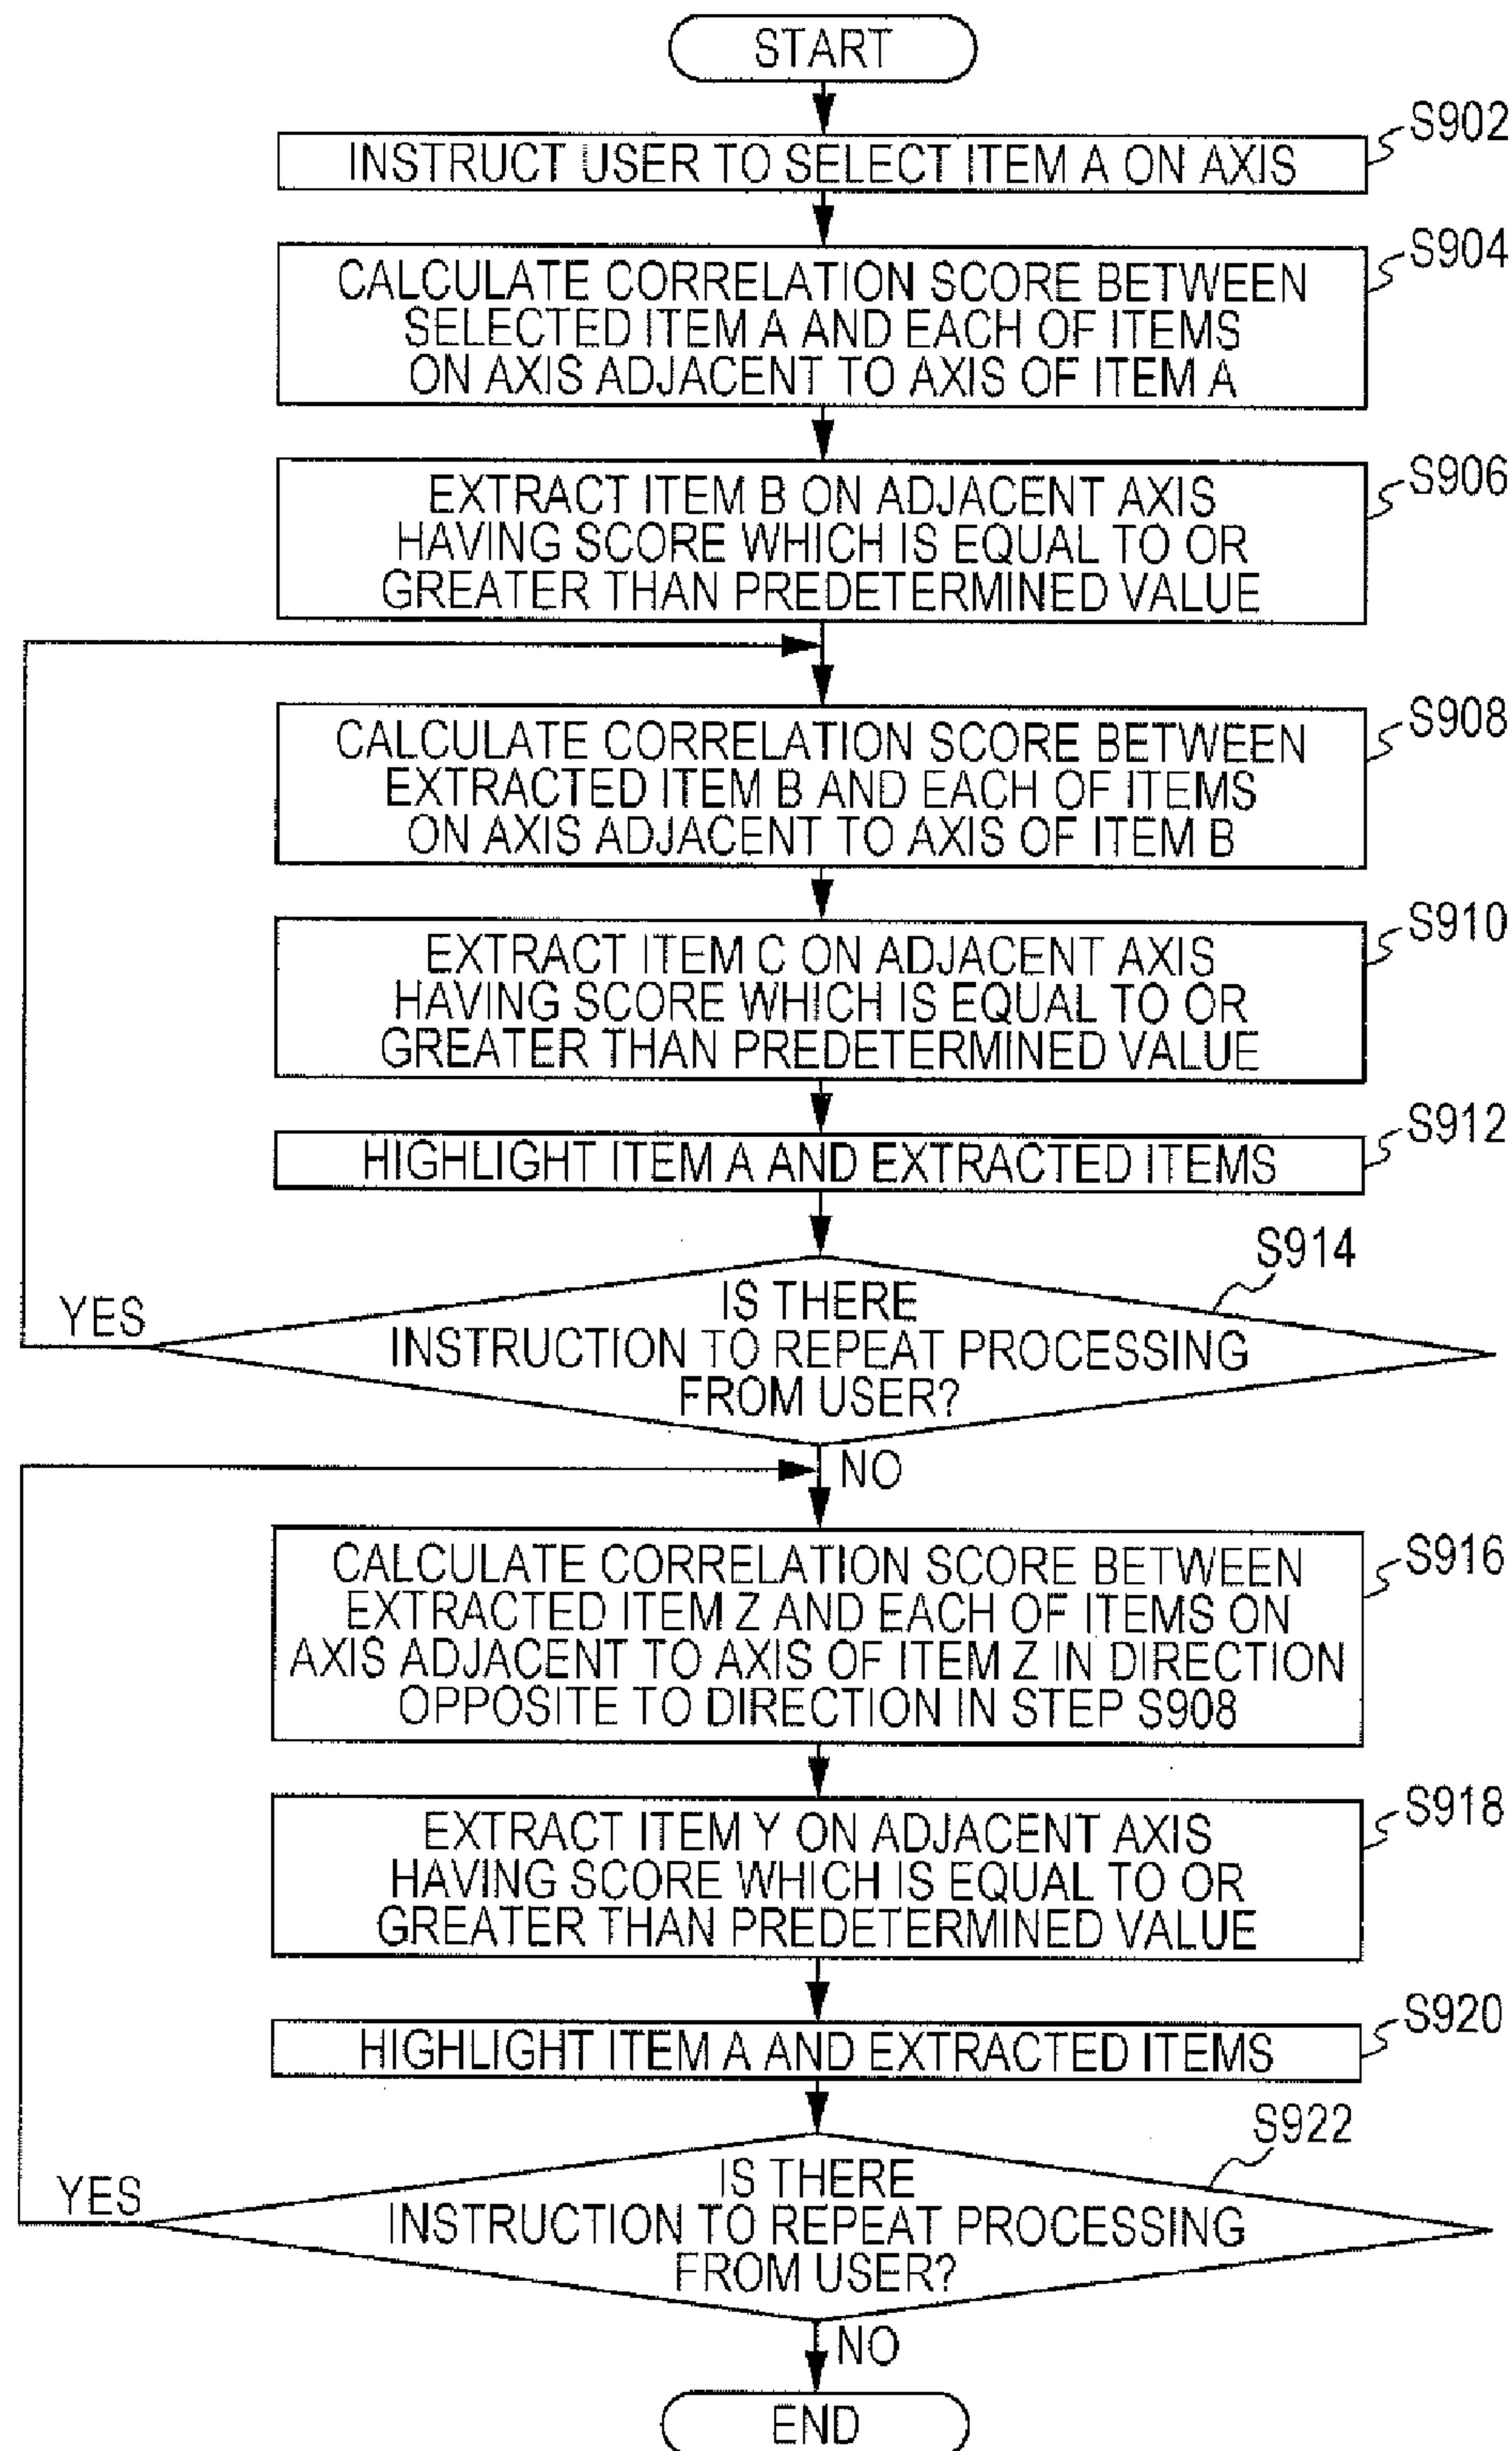 START
S902
INSTRUCT USER TO SELECT ITEM A ON AXIS
S904
CALCULATE CORRELATION SCORE BETWEEN
SELECTED ITEM A AND EACH OF ITEMS
ON AXIS ADJACENT TO AXIS OF ITEM A
S906
EXTRACT ITEM B ON ADJACENT AXIS
HAVING SCORE WHICH IS EQUAL TO OR
GREATER THAN PREDETERMINED VALUE
S908
CALCULATE CORRELATION SCORE BETWEEN
EXTRACTED ITEM B AND EACH OF ITEMS
ON AXIS ADJACENT TO AXIS OF ITEM B
S910
EXTRACT ITEM C ON ADJACENT AXIS
HAVING SCORE WHICH IS EQUAL TO OR
GREATER THAN PREDETERMINED VALUE
S912
HIGHLIGHT ITEM A AND EXTRACTED ITEMS
S914
IS THERE
INSTRUCTION TO REPEAT PROCESSING
FROM USER?
YES
NO
S916
CALCULATE CORRELATION SCORE BETWEEN
EXTRACTED ITEM Z AND EACH OF ITEMS ON
AXIS ADJACENT TO AXIS OF ITEM Z IN DIRECTION
OPPOSITE TO DIRECTION IN STEP S908
S918
EXTRACT ITEM Y ON ADJACENT AXIS
HAVING SCORE WHICH IS EQUAL TO OR
GREATER THAN PREDETERMINED VALUE
S920
HIGHLIGHT ITEM A AND EXTRACTED ITEMS
S922
IS THERE
INSTRUCTION TO REPEAT PROCESSING
FROM USER?
YES
NO
END